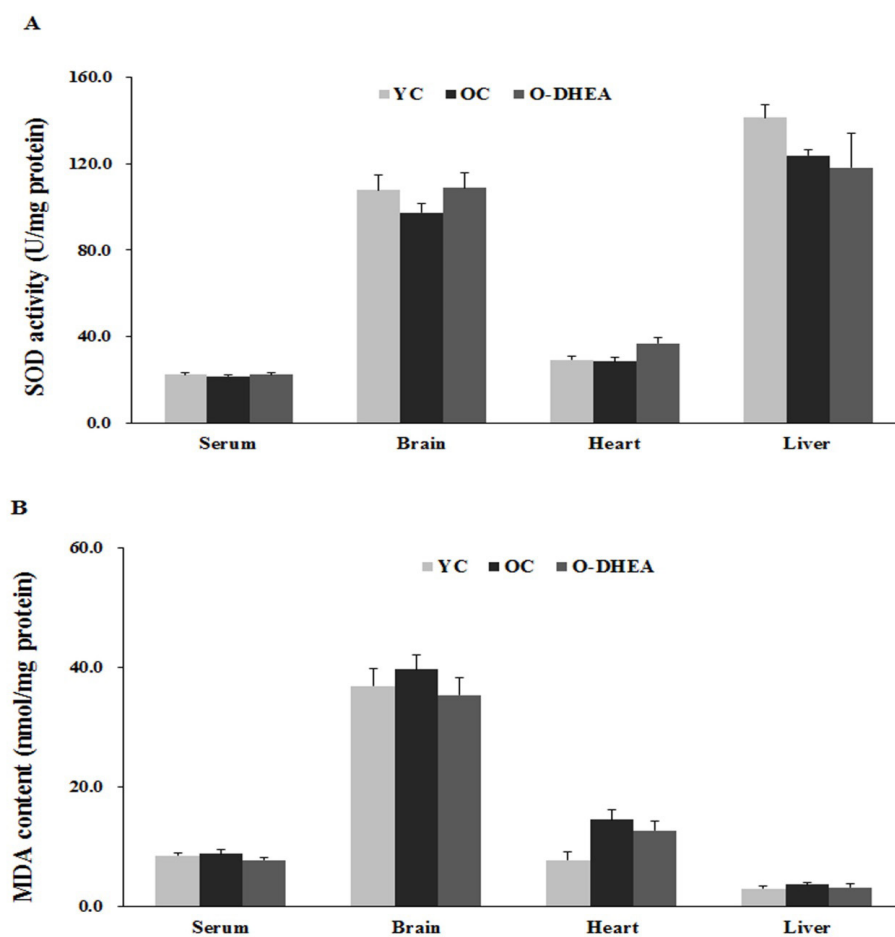 A
SOD activity (U/mg protein)
160.0
120.0
80.0
40.0
0.0
YC OC O-DHEA
Serum Brain Heart Liver
B
MDA content (nmol/mg protein)
60.0
40.0
20.0
0.0
YC OC O-DHEA
Serum Brain Heart Liver